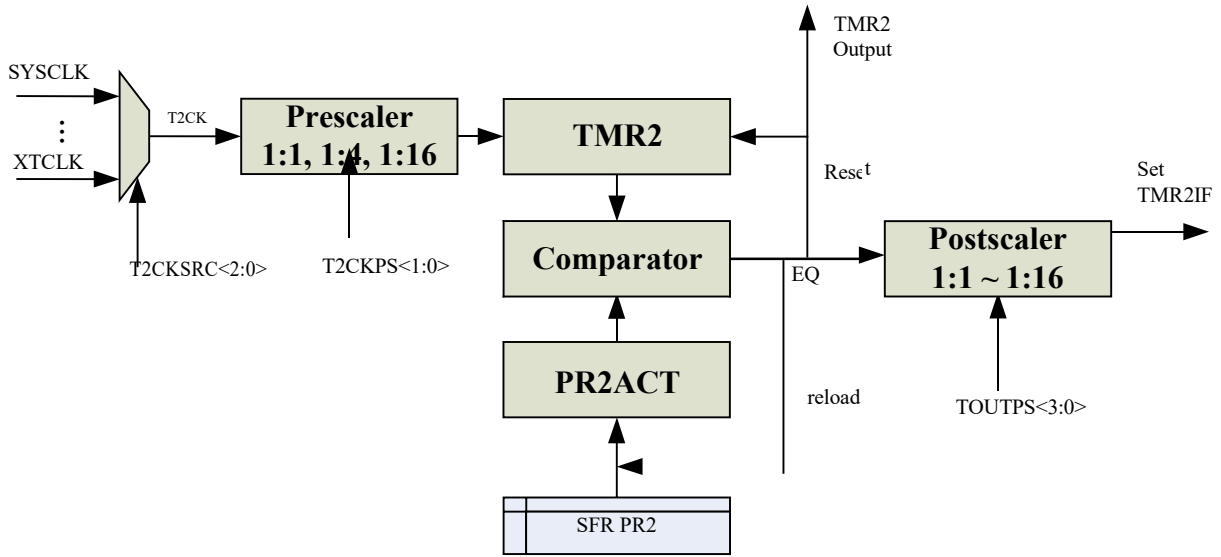 TMR2
Output
SYSCLK
T2CK
Prescaler
1:1, 1:4, 1:16
TMR2
XTCLK
Reset
Set
TMR2IF
T2CKSRC<2:0>
T2CKPS<1:0>
Comparator
EQ
Postscaler
1:1 ~ 1:16
PR2ACT
reload
TOUTPS<3:0>
SFR PR2